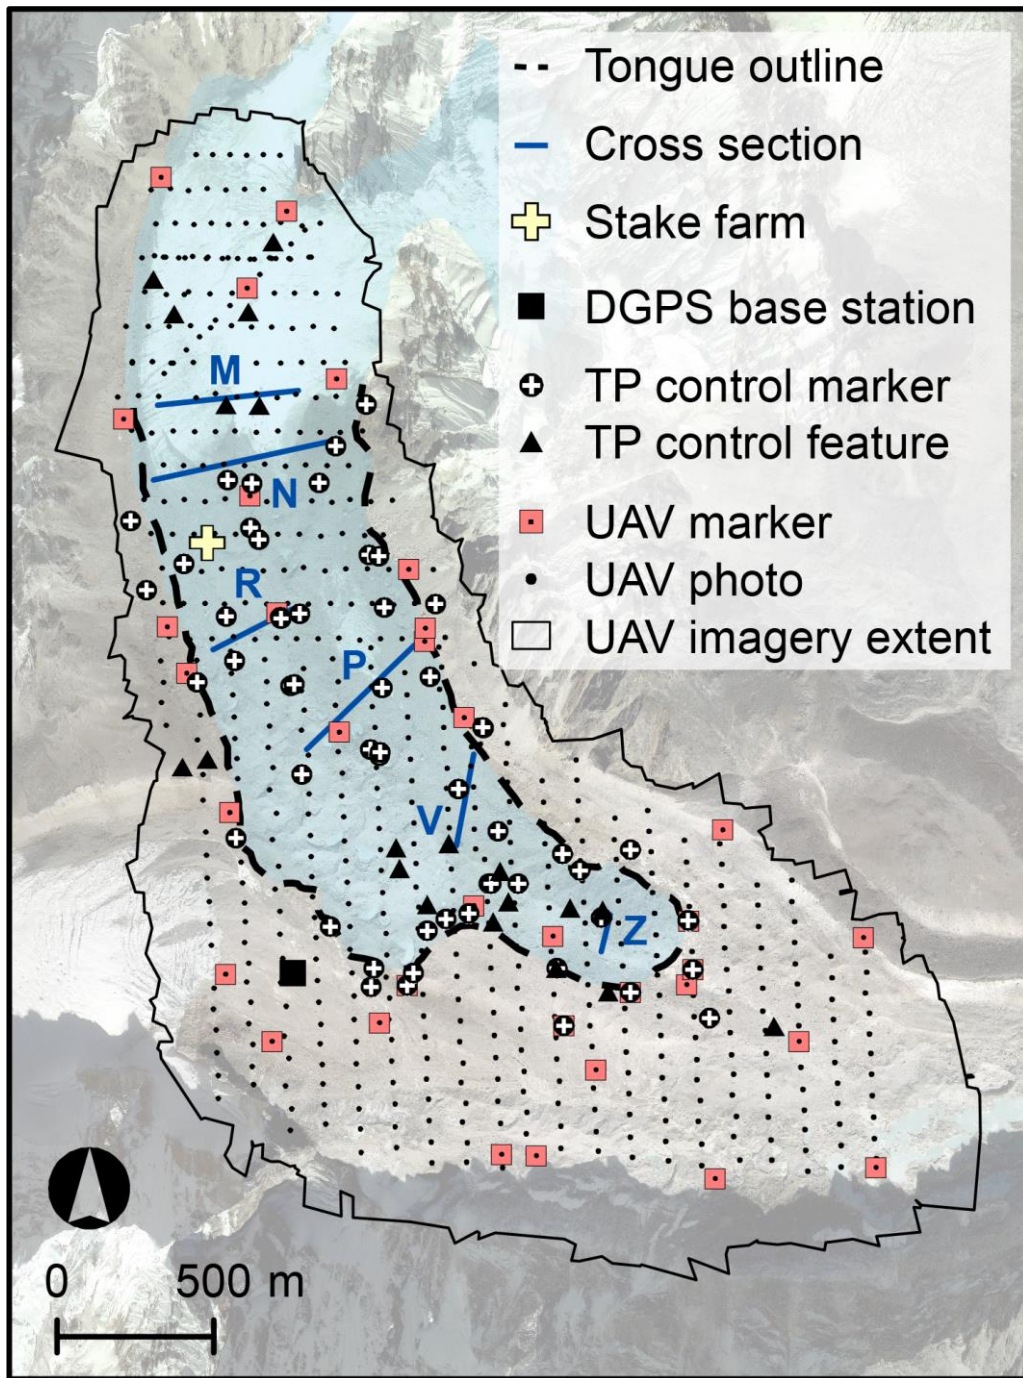 Tongue outline
Cross section
Stake farm
DGPS base station
TP control marker
TP control feature
UAV marker
UAV photo
UAV imagery extent
M
N
R
P
V
Z
0 500 m